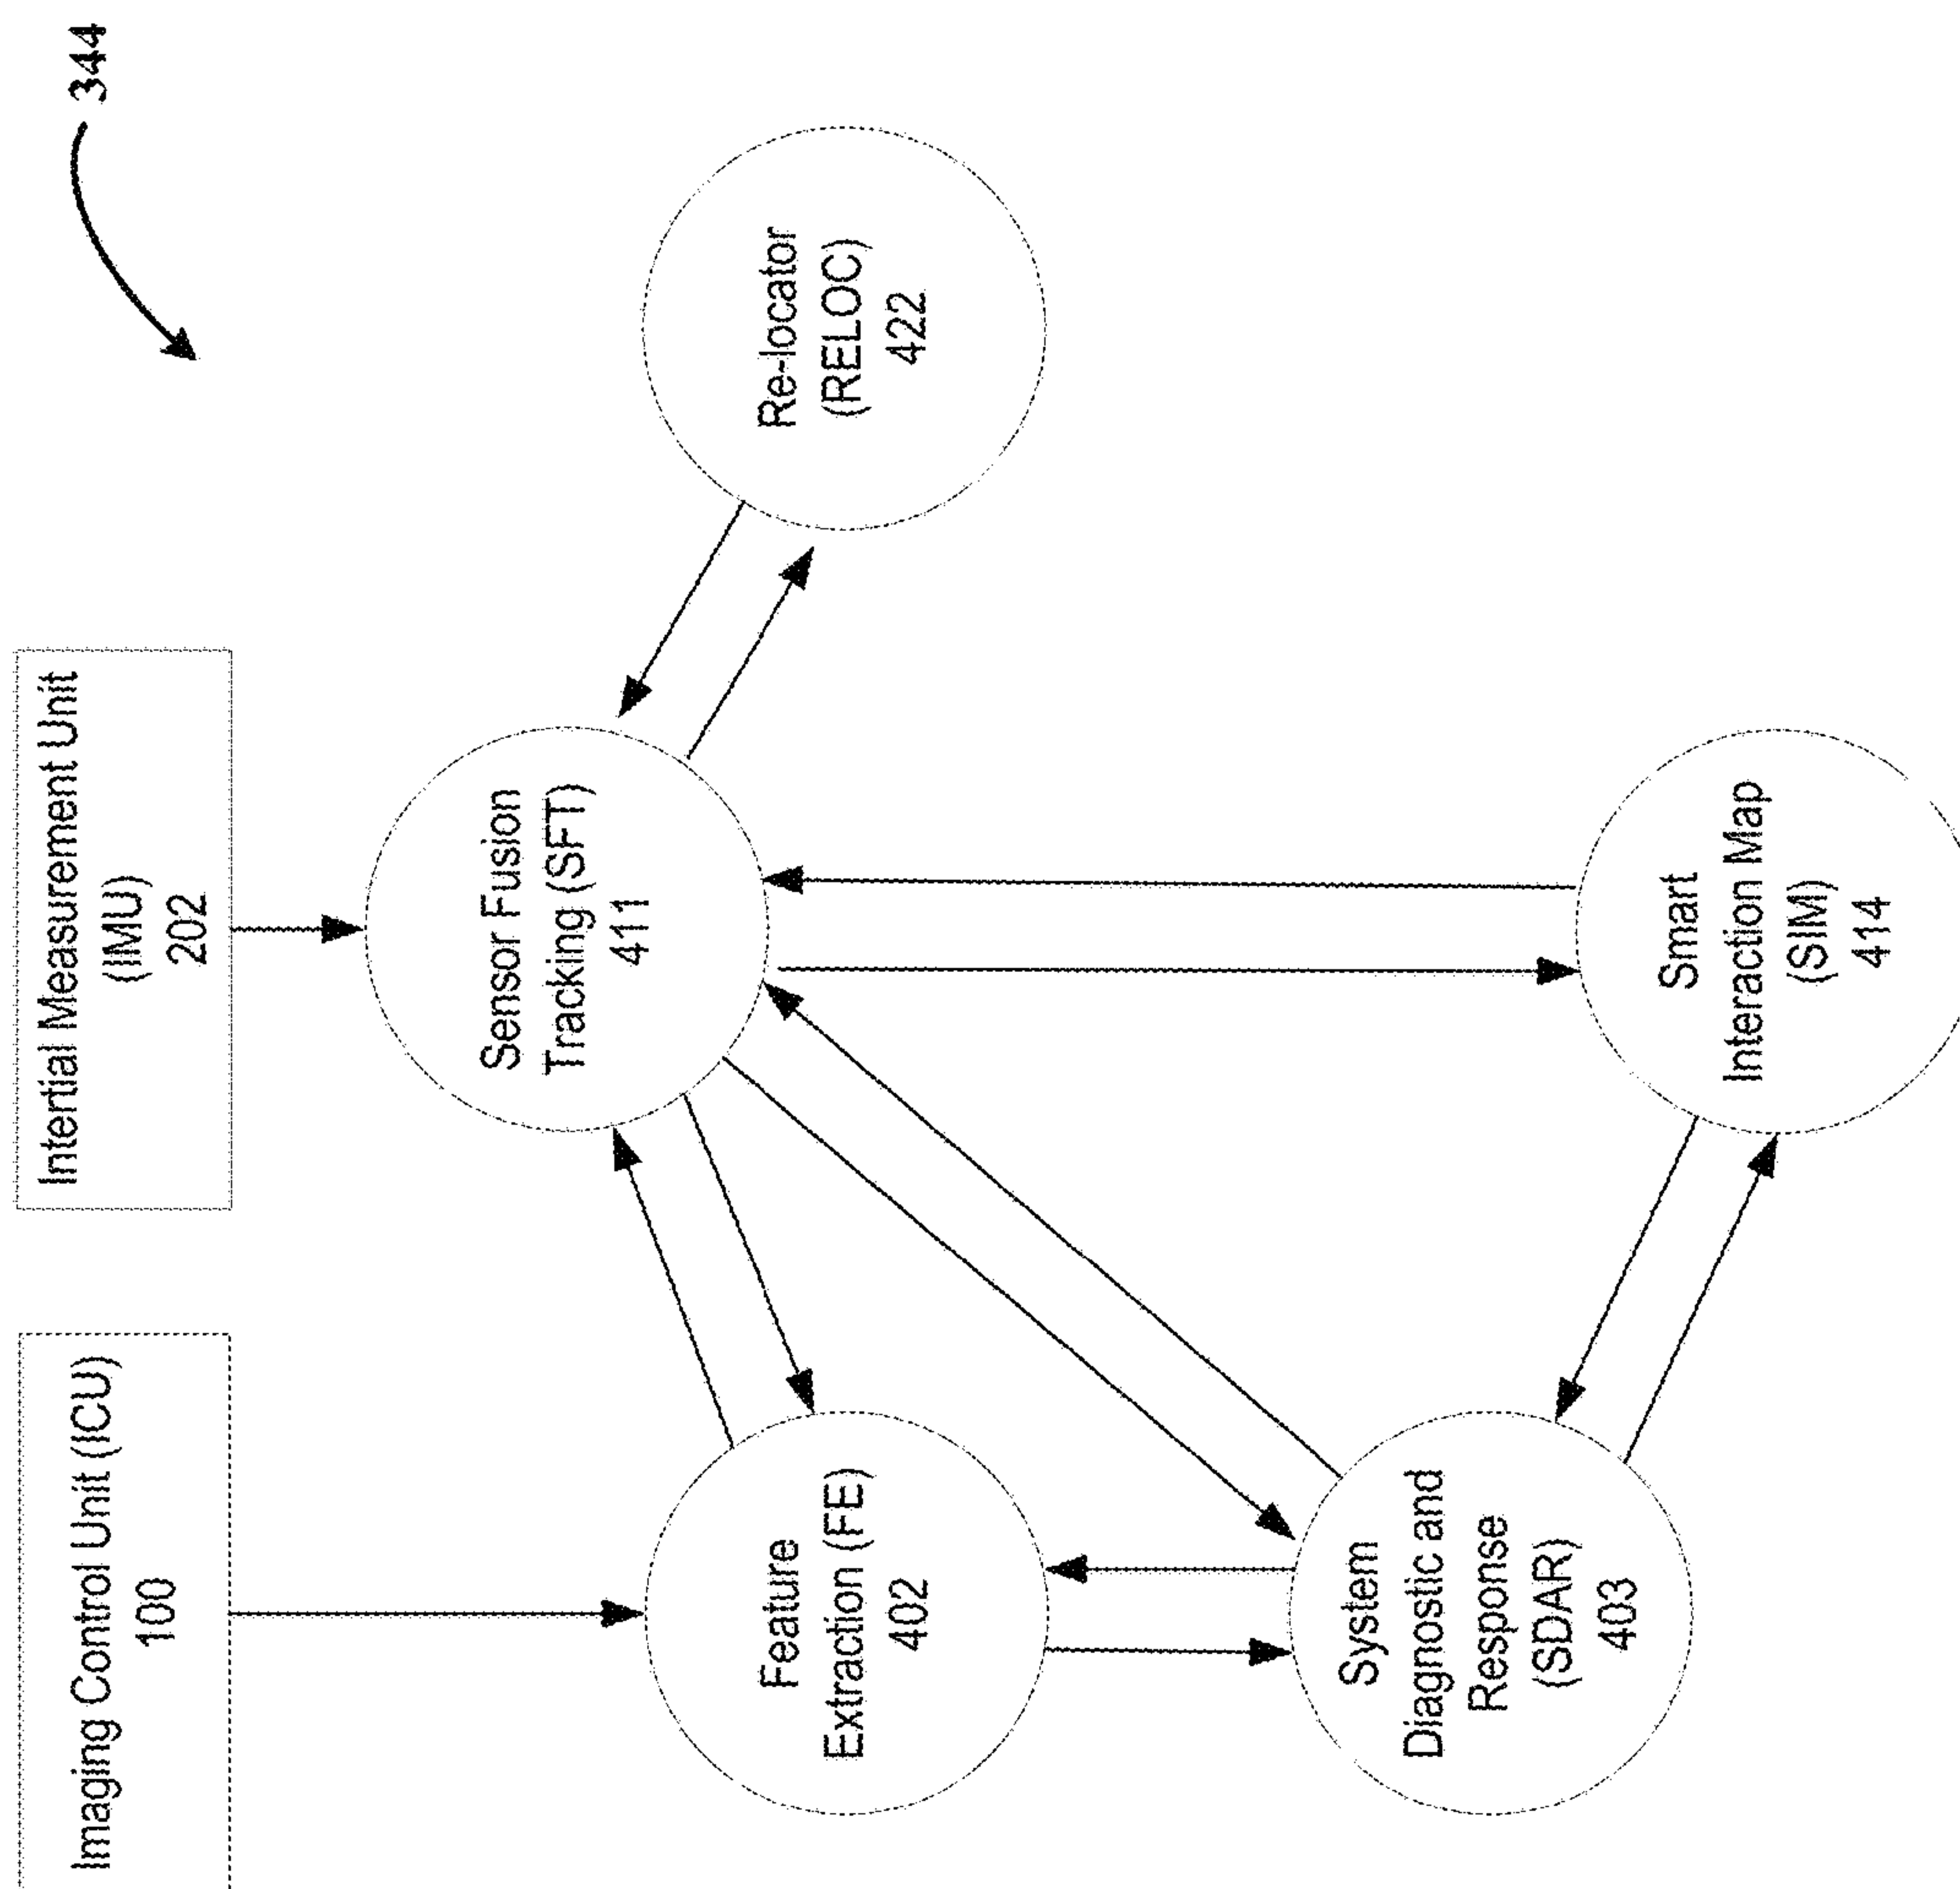 344
Imaging Control Unit (ICU)
100
Intertial Measurement Unit
(IMU)
202
Sensor Fusion
Tracking (SFT)
411
Feature
Extraction (FE)
402
Re-locator
(RELOC)
422
System
Diagnostic and
Response
(SDAR)
403
Smart
Interaction Map
(SIM)
414